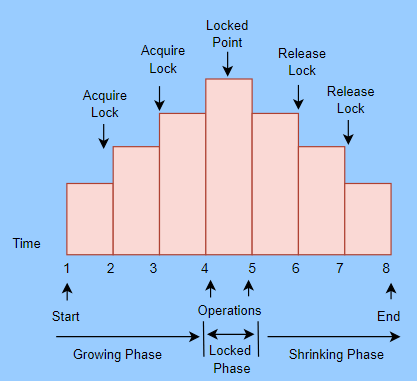 Locked
Point
Acquire
Lock
Release
Lock
Acquire
Lock
Release
Lock
Time
1 2 3 4 5 6 7 8
Start
Operations
End
Growing Phase
Locked
Phase
Shrinking Phase